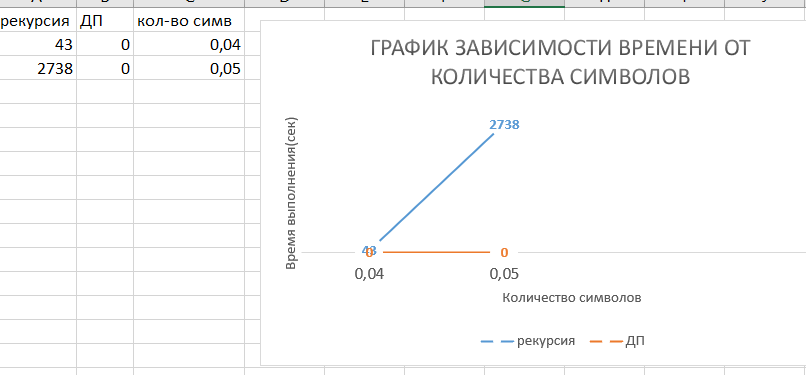 рекурсия ДП кол-во симв
43 0 0,04
2738 0 0,05
ГРАФИК ЗАВИСИМОСТИ ВРЕМЕНИ ОТ
КОЛИЧЕСТВА СИМВОЛОВ
Время выполнения(сек)
2738
43
0 0
0,04 0,05
Количество символов
рекурсия ДП